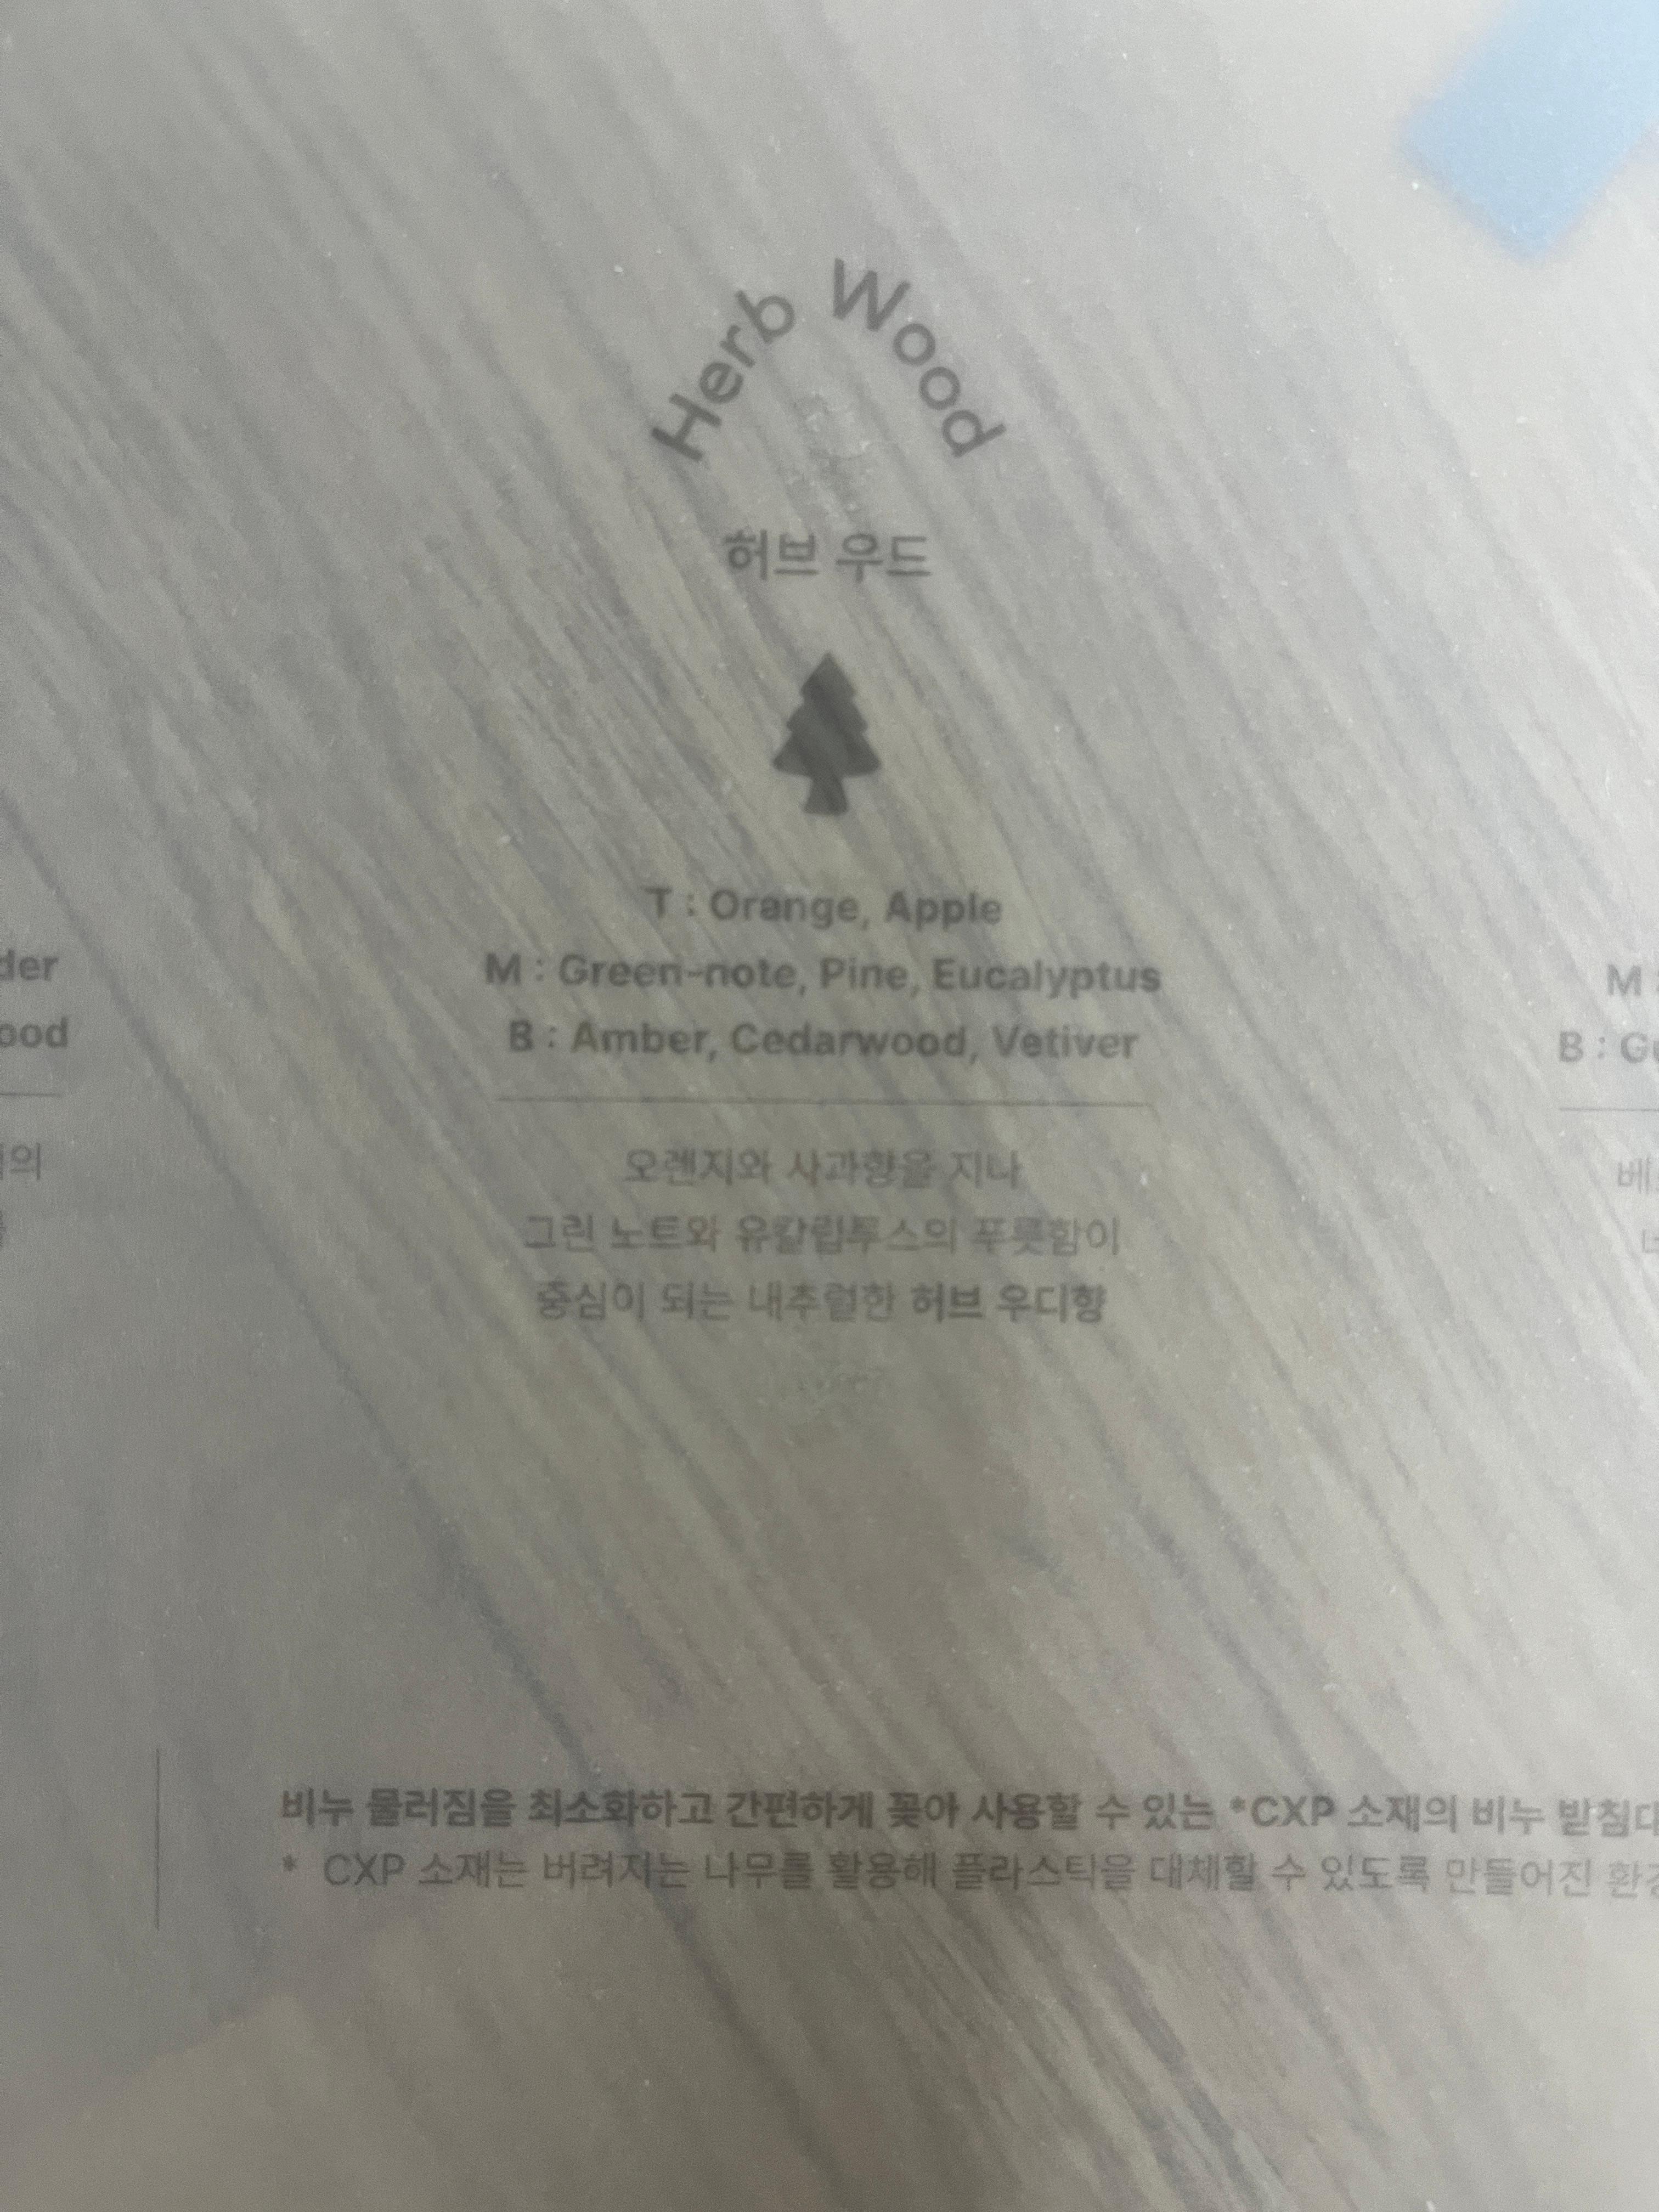 Herb Wood
허브 우드
T : Orange, Apple
M : Green-note, Pine, Eucalyptus
B : Amber, Cedarwood, Vetiver
오렌지와 사과향을 지나
그린 노트와 유칼립투스의 푸릇함이
중심이 되는 내추럴한 허브 우디향
der
ood
M :
B :
비누 물러짐을 최소화하고 간편하게 꽂아 사용할 수 있는 *CXP 소재의 비누 받침대
* CXP 소재는 버려지는 나무를 활용해 플라스틱을 대체할 수 있도록 만들어진